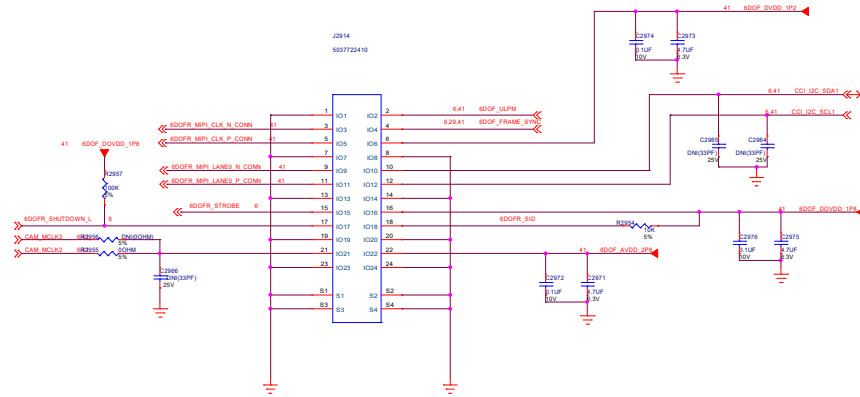 41 6DOF_DVDD_1P2
J2914
5037722410
C2974
0.1UF
10V
C2973
4.7UF
6.3V
1 IO1 IO2 2 6,41 6DOF_ULPM
6DOFR_MIPI_CLK_N_CONN 41 3 IO3 IO4 4 6,29,41 6DOF_FRAME_SYNC
6DOFR_MIPI_CLK_P_CONN 41 5 IO5 IO6 6
7 IO7 IO8 8
6DOFR_MIPI_LANE0_N_CONN 41 9 IO9 IO10 10
6DOFR_MIPI_LANE0_P_CONN 41 11 IO11 IO12 12
13 IO13 IO14 14
6DOFR_STROBE 6 15 IO15 IO16 16
6DOFR_SHUTDOWN_L 6 17 IO17 IO18 18 6DOFR_SID
19 IO19 IO20 20
21 IO21 IO22 22 41 6DOF_AVDD_2P8
23 IO23 IO24 24
S1 S1 S2 S2
S3 S3 S4 S4
6,41 CCI_I2C_SDA1
6,41 CCI_I2C_SCL1
C2965
DNI(33PF)
25V
C2964
DNI(33PF)
25V
41 6DOF_DOVDD_1P8
R2957
100K
5%
CAM_MCLK3
R2956 DNI(0OHM)
5%
CAM_MCLK2
R2955 0OHM
5%
C2966
DNI(33PF)
25V
R2954
10K
5%
41 6DOF_DOVDD_1P8
C2976
0.1UF
10V
C2975
4.7UF
6.3V
C2972
0.1UF
10V
C2971
4.7UF
6.3V